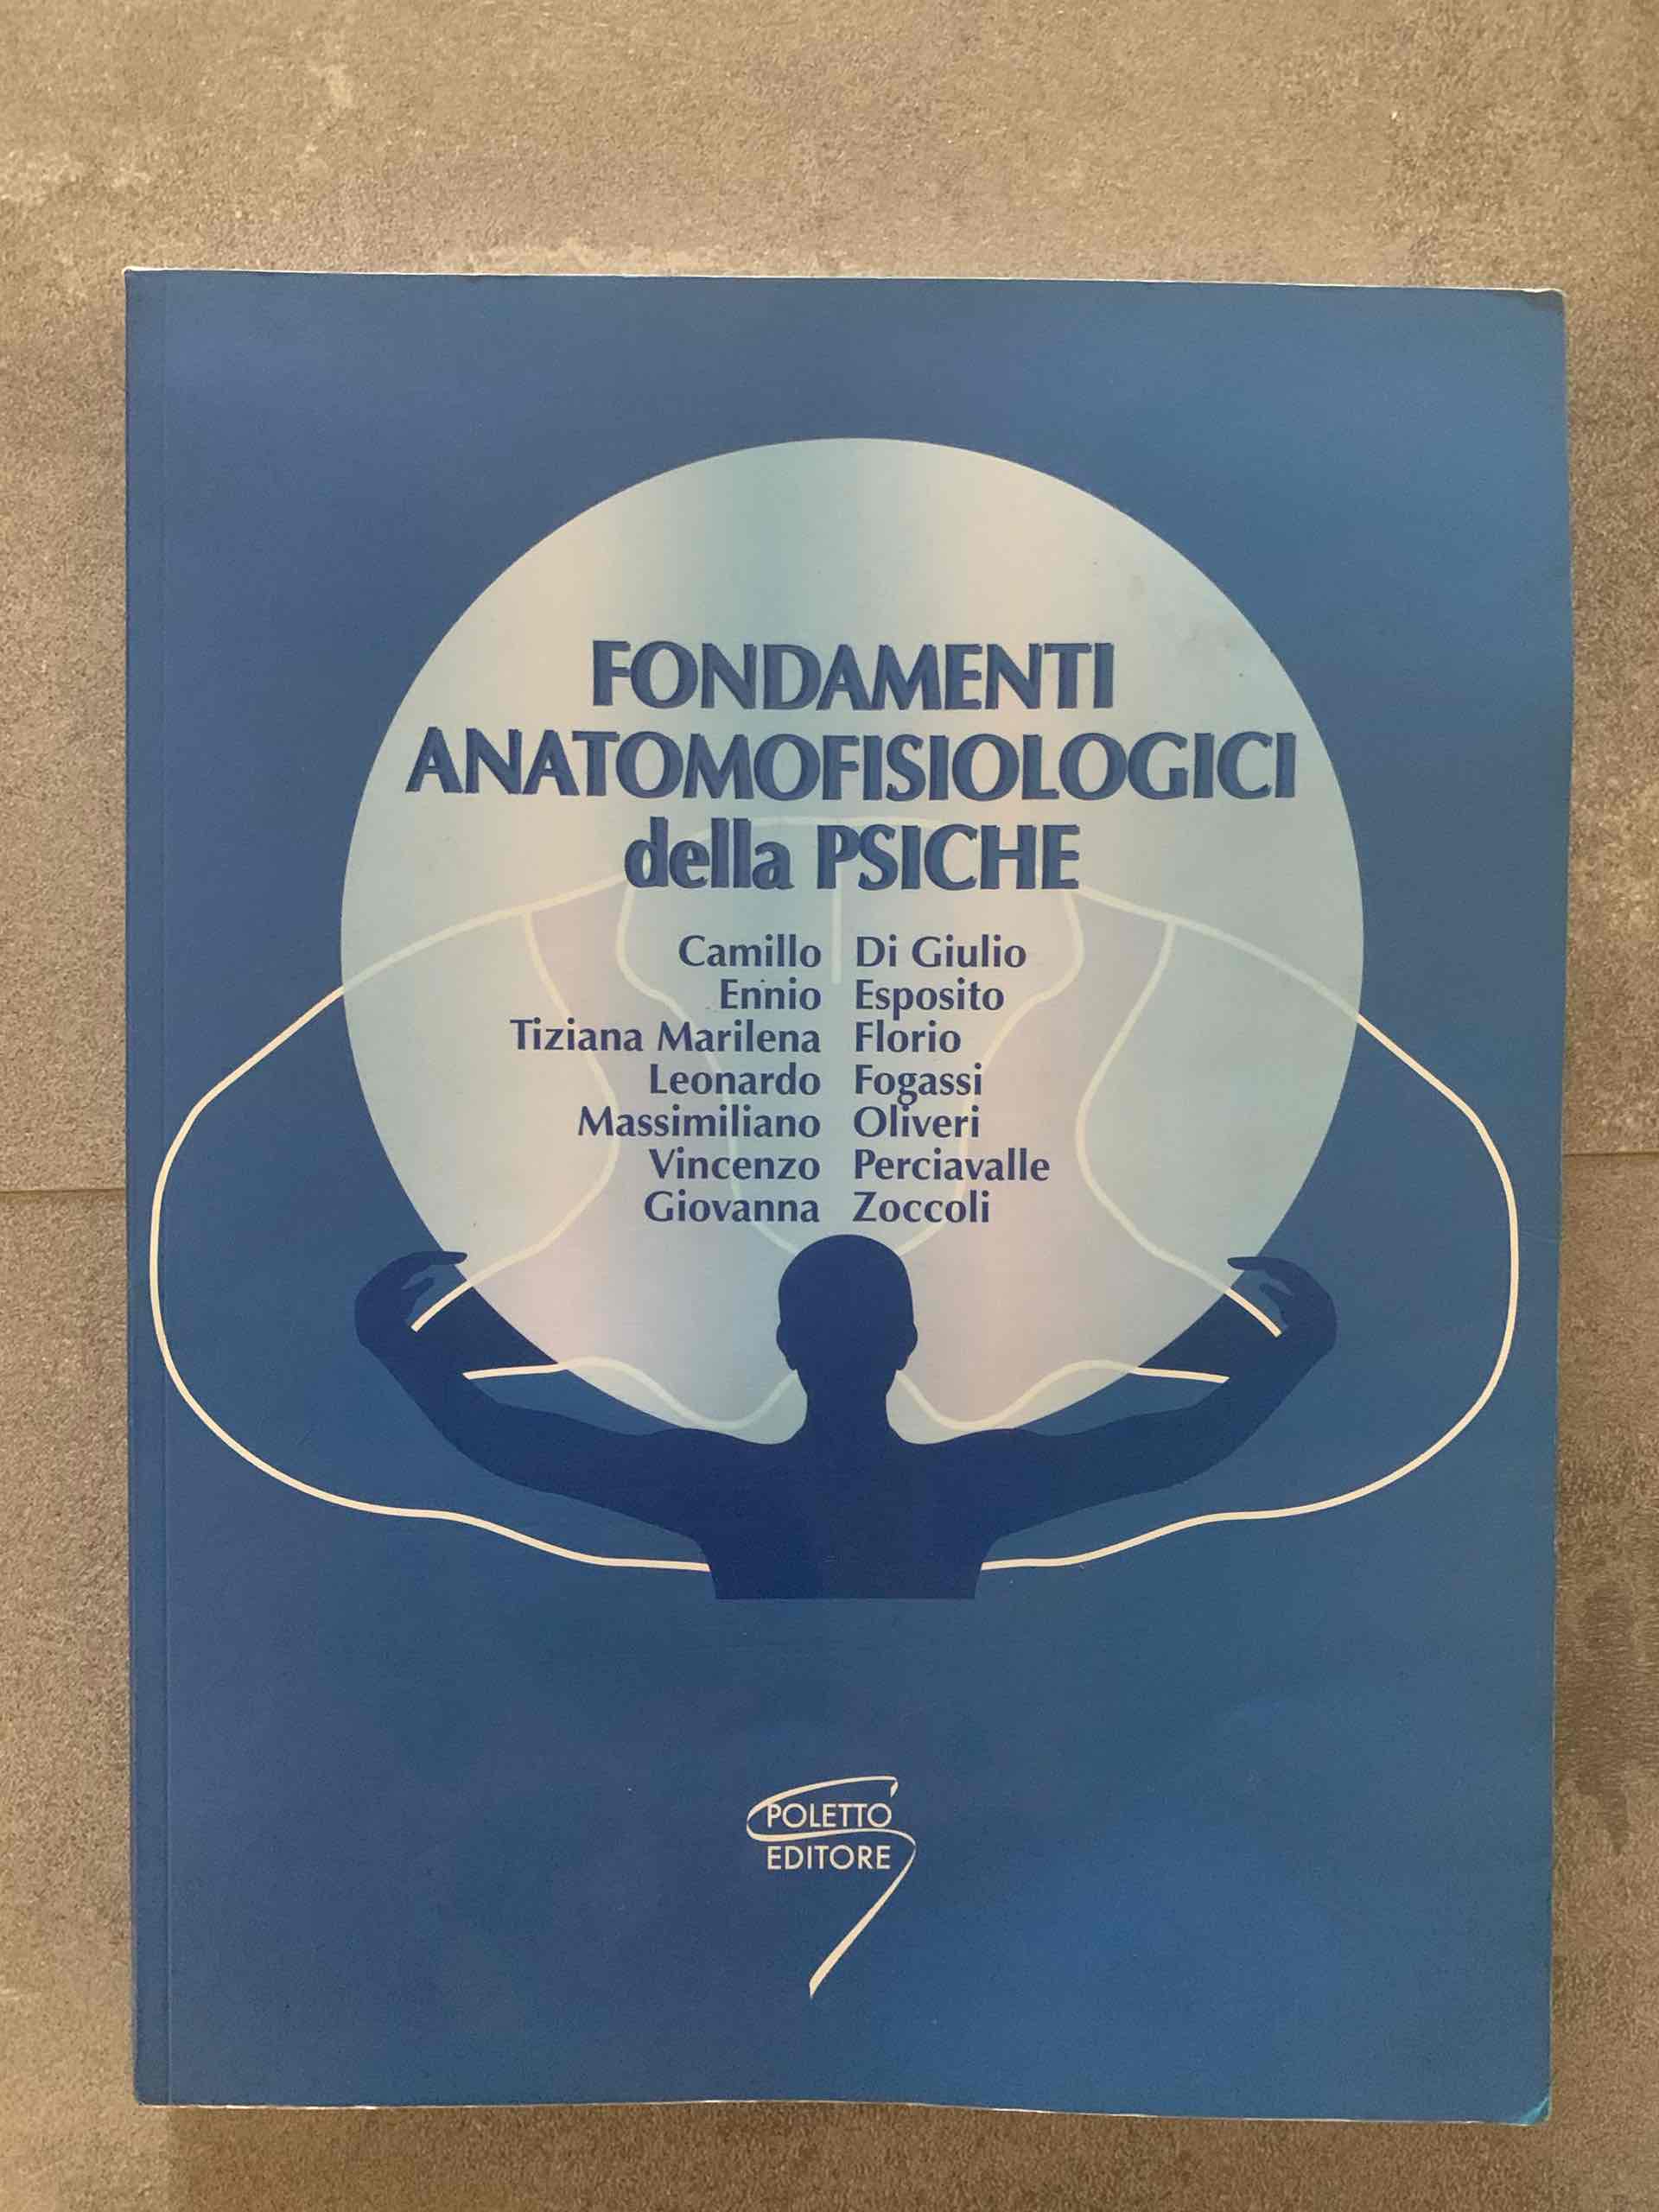 FONDAMENTI
ANATOMOFISIOLOGICI
della PSICHE
Camillo Di Giulio
Ennio Esposito
Tiziana Marilena Florio
Leonardo Fogassi
Massimiliano Oliveri
Vincenzo Perciavalle
Giovanna Zoccoli
POLETTO
EDITORE